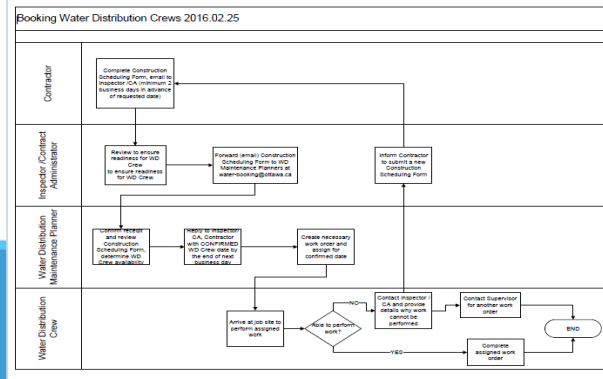 Booking Water Distribution Crews 2016.02.25
Contractor
Complete Construction
Scheduling Form, email to
Inspector /CA (minimum 2
business days in advance
of requested date)
Inspector /Contract
Administrator
Review to ensure
readiness for WD
Crew
to ensure readiness
for WD Crew
Forward (email) Construction
Scheduling Form to WD
Maintenance Planners at
water-booking@ottawa.ca
Inform Contractor
to submit a new
Construction
Scheduling Form
Water Distribution
Maintenance Planner
Confirm receipt
and review
Construction
Scheduling Form,
determine WD
Crew availability
Reply to Inspector/
CA, Contractor
with CONFIRMED
WD Crew date by
the end of next
business day
Create necessary
work order and
assign for
confirmed date
Water Distribution
Crew
Arrive at job site to
perform assigned
work
Able to perform
work?
NO
YES
Contact Inspector /
CA and provide
details why work
cannot be
performed
Contact Supervisor
for another work
order
Complete
assigned work
order
END